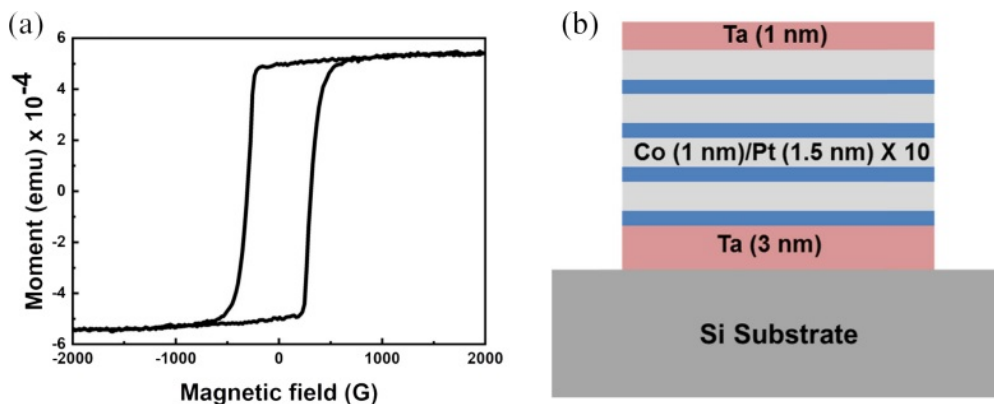 (a)
Moment (emu) x 10⁻⁴
6
4
2
0
-2
-4
-6
-2000 -1000 0 1000 2000
Magnetic field (G)
(b)
Ta (1 nm)
Co (1 nm)/Pt (1.5 nm) X 10
Ta (3 nm)
Si Substrate